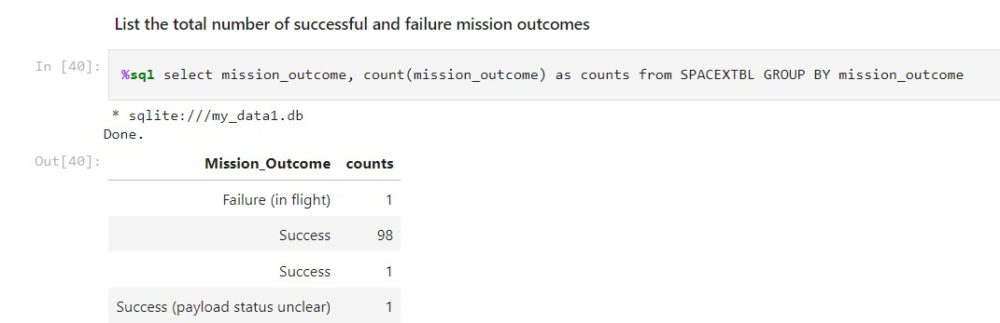 List the total number of successful and failure mission outcomes
In [40]: %sql select mission_outcome, count(mission_outcome) as counts from SPACEXTBL GROUP BY mission_outcome
* sqlite:///my_data1.db
Done.
Out[40]: Mission_Outcome counts
Failure (in flight) 1
Success 98
Success 1
Success (payload status unclear) 1